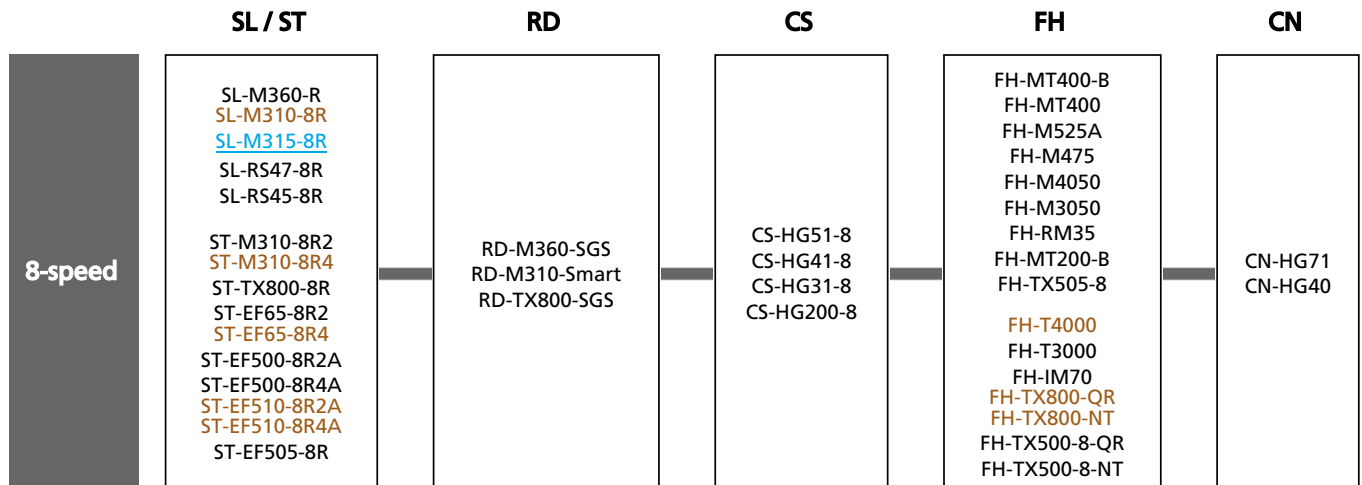 SL / ST
RD
CS
FH
CN
8-speed
SL-M360-R
SL-M310-8R
SL-M315-8R
SL-RS47-8R
SL-RS45-8R
ST-M310-8R2
ST-M310-8R4
ST-TX800-8R
ST-EF65-8R2
ST-EF65-8R4
ST-EF500-8R2A
ST-EF500-8R4A
ST-EF510-8R2A
ST-EF510-8R4A
ST-EF505-8R
RD-M360-SGS
RD-M310-Smart
RD-TX800-SGS
CS-HG51-8
CS-HG41-8
CS-HG31-8
CS-HG200-8
FH-MT400-B
FH-MT400
FH-M525A
FH-M475
FH-M4050
FH-M3050
FH-RM35
FH-MT200-B
FH-TX505-8
FH-T4000
FH-T3000
FH-IM70
FH-TX800-QR
FH-TX800-NT
FH-TX500-8-QR
FH-TX500-8-NT
CN-HG71
CN-HG40